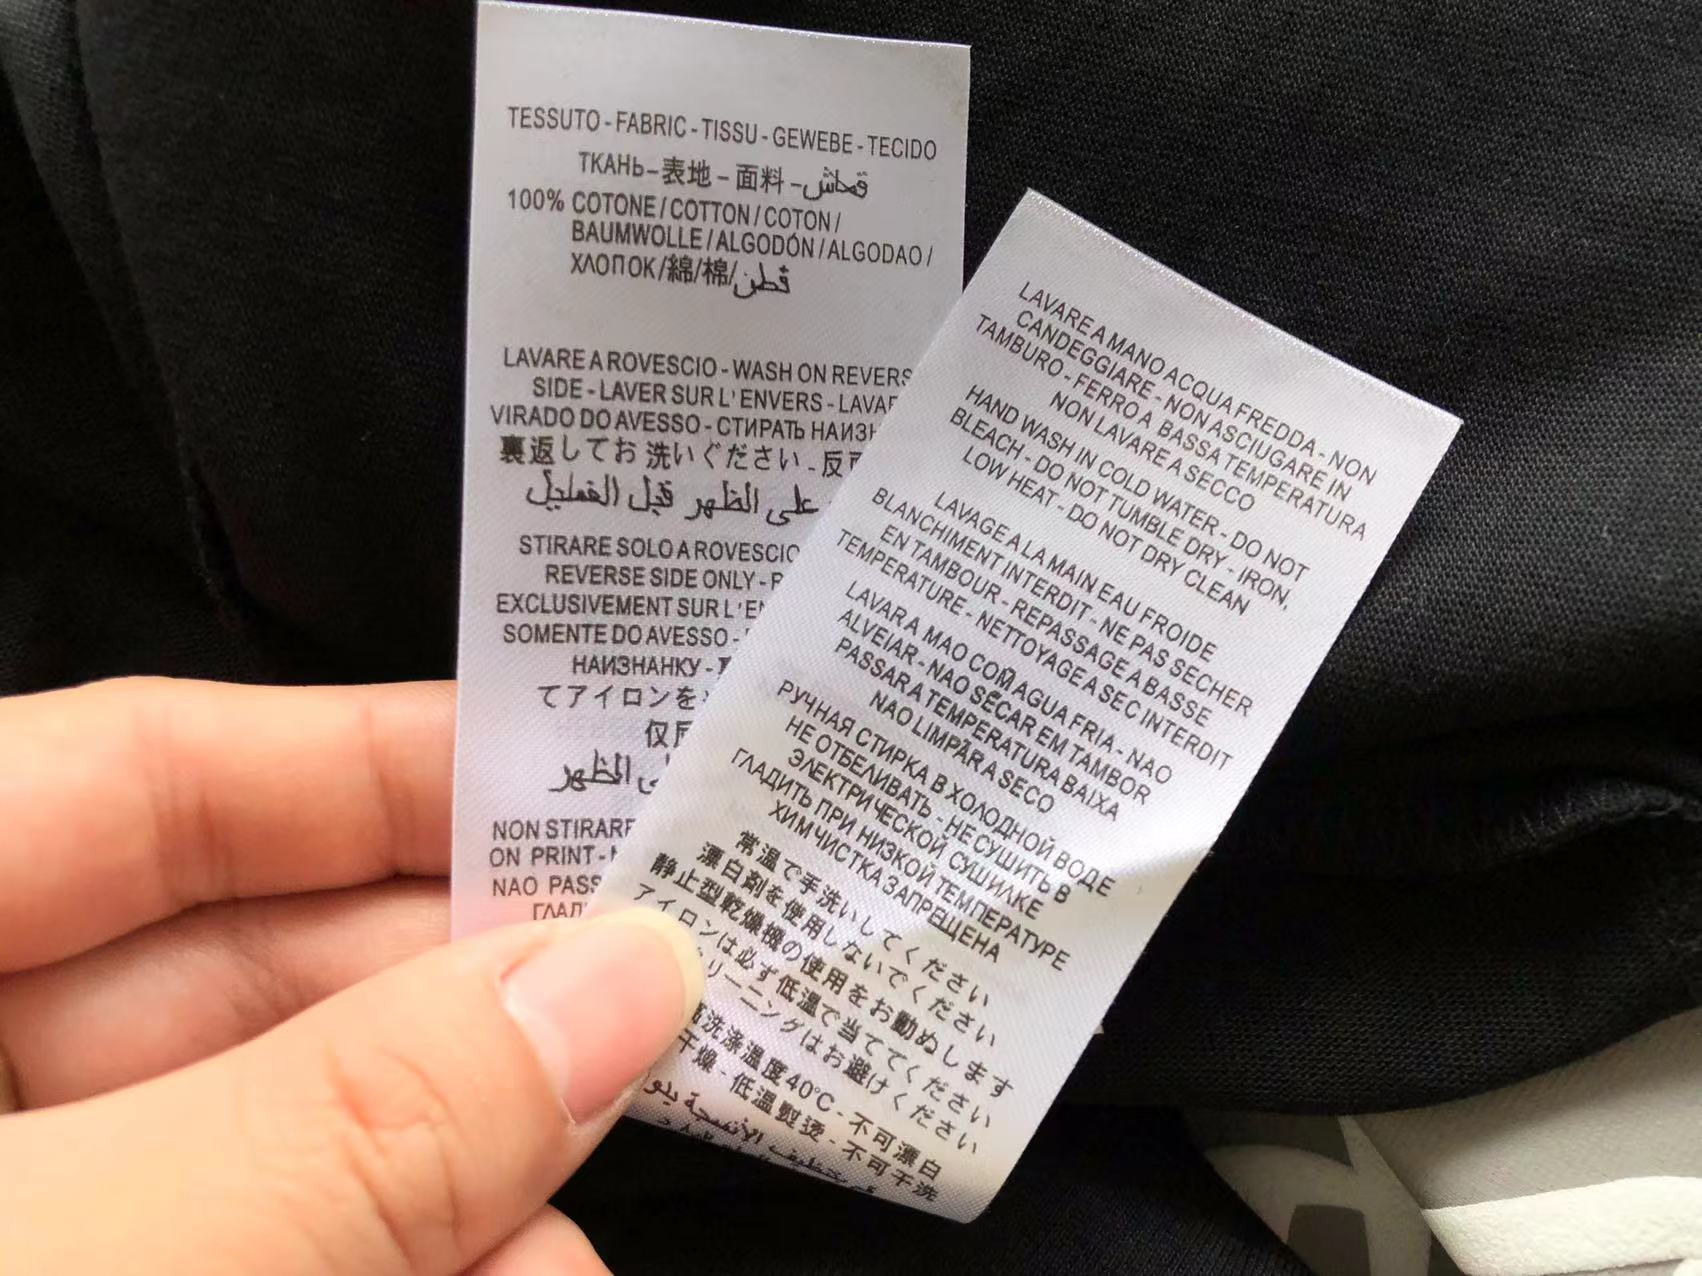 TESSUTO - FABRIC - TISSU - GEWEBE - TECIDO
ТКАНЬ - 表地 - 面料 - قماش
100% COTONE / COTTON / COTON /
BAUMWOLLE / ALGODÓN / ALGODAO /
ХЛОПОК/綿/棉/قطن
LAVARE A ROVESCIO - WASH ON REVERS
SIDE - LAVER SUR L'ENVERS - LAVAR
VIRADO DO AVESSO - СТИРАТЬ НАИЗН
裏返してお 洗いください - 反
على الظهر
STIRARE SOLO A ROVESCIO
REVERSE SIDE ONLY -
EXCLUSIVEMENT SUR L'EN
SOMENTE DO AVESSO -
НАИЗНАНКУ -
てアイロンを
仅反
الظهر
NON STIRARE
ON PRINT -
NAO PASS
ГЛАД
LAVARE A MANO ACQUA FREDDA - NON
CANDEGGIARE - NON ASCIUGARE IN
TAMBURO - FERRO A BASSA TEMPERATURA
NON LAVARE A SECCO
HAND WASH IN COLD WATER - DO NOT
BLEACH - DO NOT TUMBLE DRY - IRON,
LOW HEAT - DO NOT DRY CLEAN
LAVAGE A LA MAIN EAU FROIDE
BLANCHIMENT INTERDIT - NE PAS SECHER
EN TAMBOUR - REPASSAGE A BASSE
TEMPERATURE - NETTOYAGE A SEC INTERDIT
LAVAR A MAO COM AGUA FRIA - NAO
ALVEIAR - NAO SECAR EM TAMBOR
PASSAR A TEMPERATURA BAIXA
NAO LIMPAR A SECO
РУЧНАЯ СТИРКА В ХОЛОДНОЙ ВОДЕ
НЕ ОТБЕЛИВАТЬ - НЕ СУШИТЬ В
ЭЛЕКТРИЧЕСКОЙ СУШИЛКЕ
ГЛАДИТЬ ПРИ НИЗКОЙ ТЕМПЕРАТУРЕ
ХИМЧИСТКА ЗАПРЕЩЕНА
常温で手洗いしてください
漂白剤を使用しないでください
静止型乾燥機の使用をお勧ぬします
アイロンは必ず低温で当ててください
リーニングはお避けください
洗涤温度40℃ - 不可漂白
干燥 - 低温熨烫 - 不可干洗